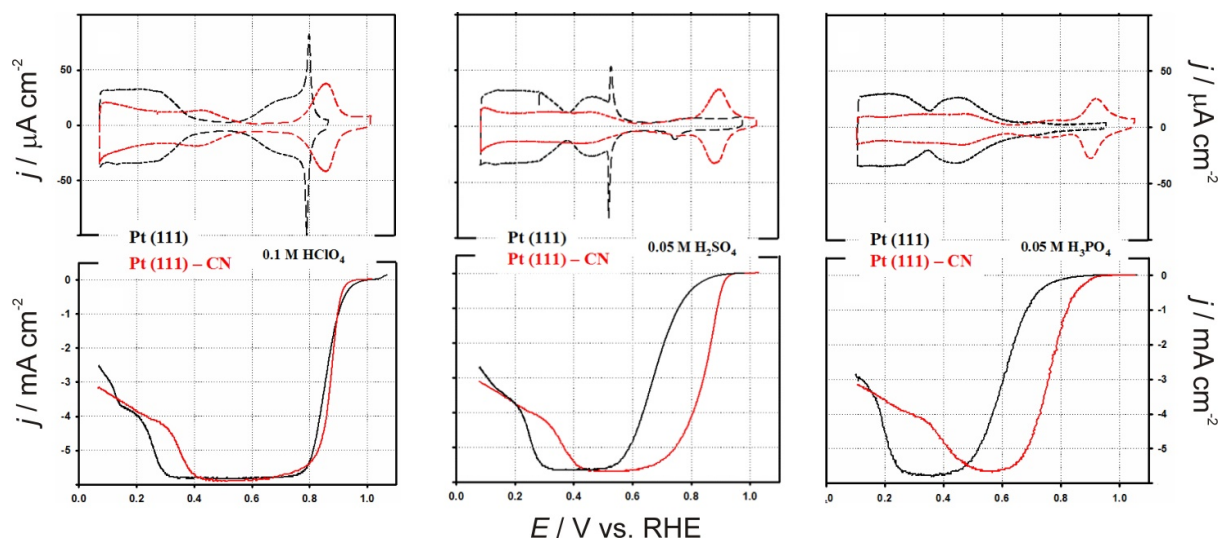 j / μA cm-2
50
0
-50
Pt (111)
0.1 M HClO4
Pt (111) – CN
Pt (111)
0.05 M H2SO4
Pt (111) – CN
Pt (111)
0.05 M H3PO4
Pt (111) – CN
50
0
-50
j / μA cm-2
j / mA cm-2
0
-1
-2
-3
-4
-5
0.0 0.2 0.4 0.6 0.8 1.0
0.0 0.2 0.4 0.6 0.8 1.0
.0 0.2 0.4 0.6 0.8 1.0
0
-1
-2
-3
-4
-5
j / mA cm-2
E / V vs. RHE